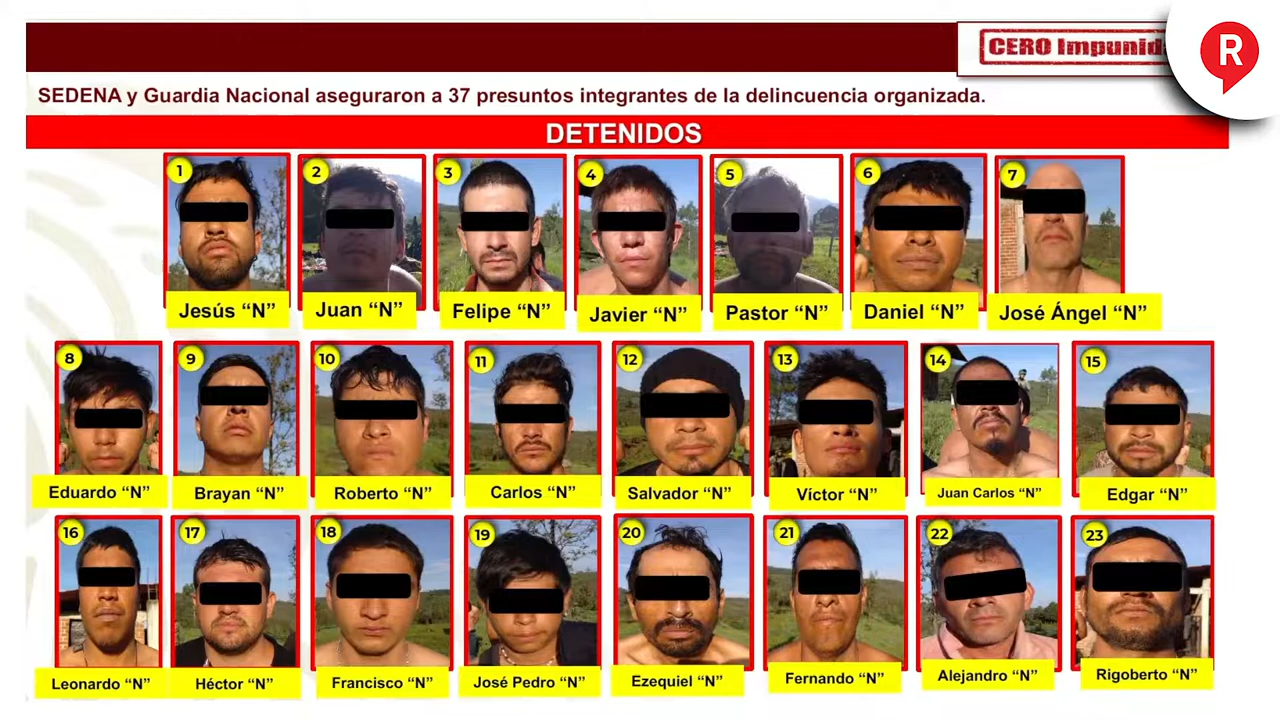 CERO Impunid
R
SEDENA y Guardia Nacional aseguraron a 37 presuntos integrantes de la delincuencia organizada.
DETENIDOS
1 2 3 4 5 6 7
Jesús “N” Juan “N” Felipe “N” Javier “N” Pastor “N” Daniel “N” José Ángel “N”
8 9 10 11 12 13 14 15
Eduardo “N” Brayan “N” Roberto “N” Carlos “N” Salvador “N” Víctor “N” Juan Carlos “N” Edgar “N”
16 17 18 19 20 21 22 23
Leonardo “N” Héctor “N” Francisco “N” José Pedro “N” Ezequiel “N” Fernando “N” Alejandro “N” Rigoberto “N”